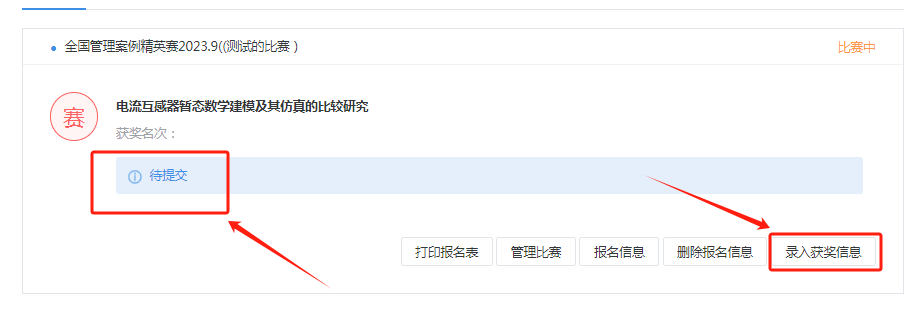 全国管理案例精英赛2023.9((测试的比赛)
比赛中
赛
电流互感器暂态数学建模及其仿真的比较研究
获奖名次：
待提交
打印报名表 管理比赛 报名信息 删除报名信息 录入获奖信息